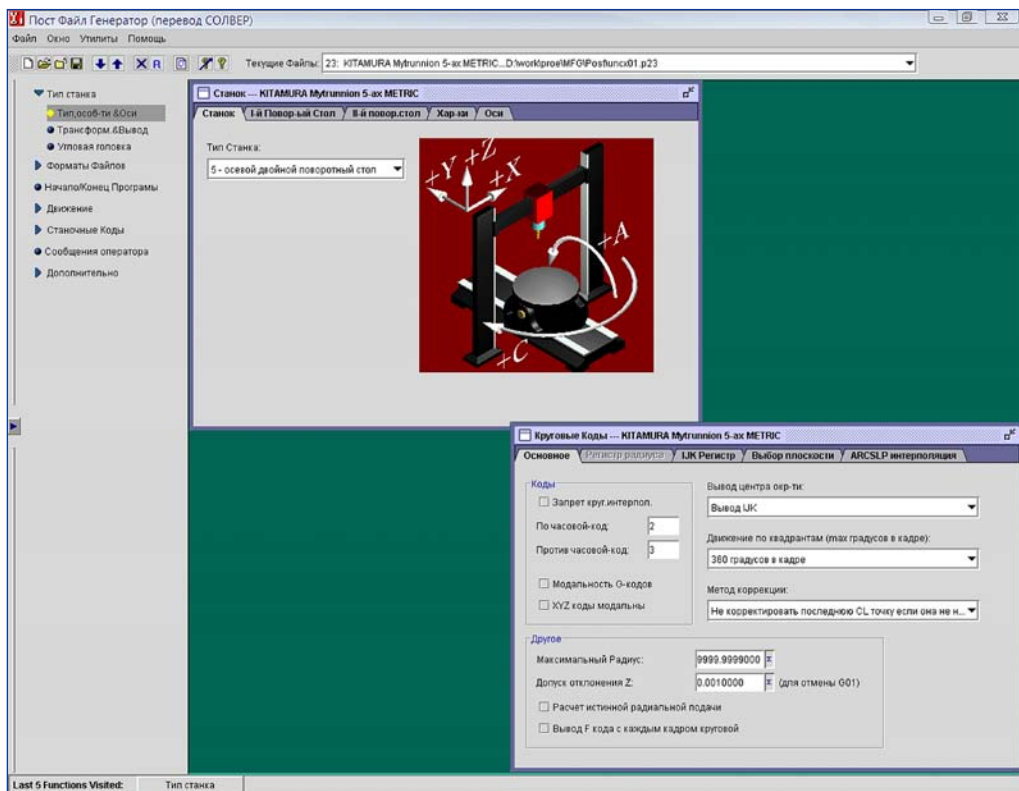 Пост Файл Генератор (перевод СОЛВЕР)
Файл Окно Утилиты Помощь
Текущие Файлы: 23: KITAMURA Mytrunnion 5-ax METRIC...D:\work\proe\MFG\Post\uncx01.p23
Тип станка
Тип,особ-ти &Оси
Трансформ.&Вывод
Угловая головка
Форматы Файлов
Начало/Конец Програмы
Движение
Станочные Коды
Сообщения оператора
Дополнительно
Станок --- KITAMURA Mytrunnion 5-ax METRIC
Станок I-й Повор-ый Стол II-й повор.стол Хар-ки Оси
Тип Станка:
5 - осевой двойной поворотный стол
+Y +Z +X
+A
+C
Круговые Коды --- KITAMURA Mytrunnion 5-ax METRIC
Основное Регистр радиуса IJK Регистр Выбор плоскости ARCSLP интерполяция
Коды
Запрет круг.интерпол.
По часовой-код: 2
Против часовой-код: 3
Модальность G-кодов
XYZ коды модальны
Вывод центра окр-ти:
Вывод IJK
Движение по квадрантам (max градусов в кадре):
360 градусов в кадре
Метод коррекции:
Не корректировать последнюю CL точку если она не н...
Другое
Максимальный Радиус: 9999.9999000
Допуск отклонения Z: 0.0010000 (для отмены G01)
Расчет истинной радиальной подачи
Вывод F кода с каждым кадром круговой
Last 5 Functions Visited: Тип станка